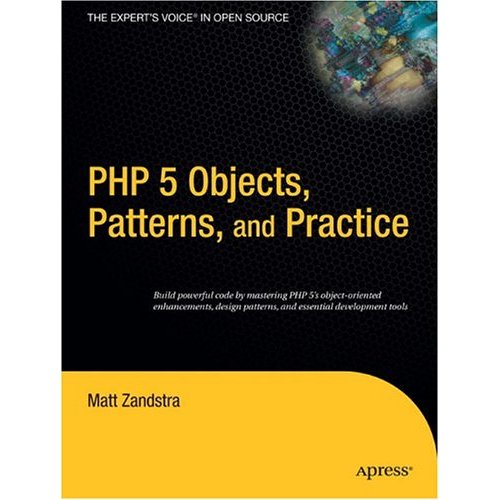 THE EXPERT'S VOICE® IN OPEN SOURCE
PHP 5 Objects,
Patterns, and Practice
Build powerful code by mastering PHP 5's object-oriented
enhancements, design patterns, and essential development tools
Matt Zandstra
Apress®